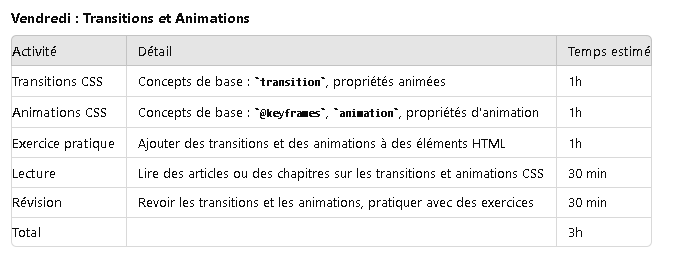 Vendredi : Transitions et Animations
Activité Détail Temps estimé
Transitions CSS Concepts de base : `transition`, propriétés animées 1h
Animations CSS Concepts de base : `@keyframes`, `animation`, propriétés d'animation 1h
Exercice pratique Ajouter des transitions et des animations à des éléments HTML 1h
Lecture Lire des articles ou des chapitres sur les transitions et animations CSS 30 min
Révision Revoir les transitions et les animations, pratiquer avec des exercices 30 min
Total 3h